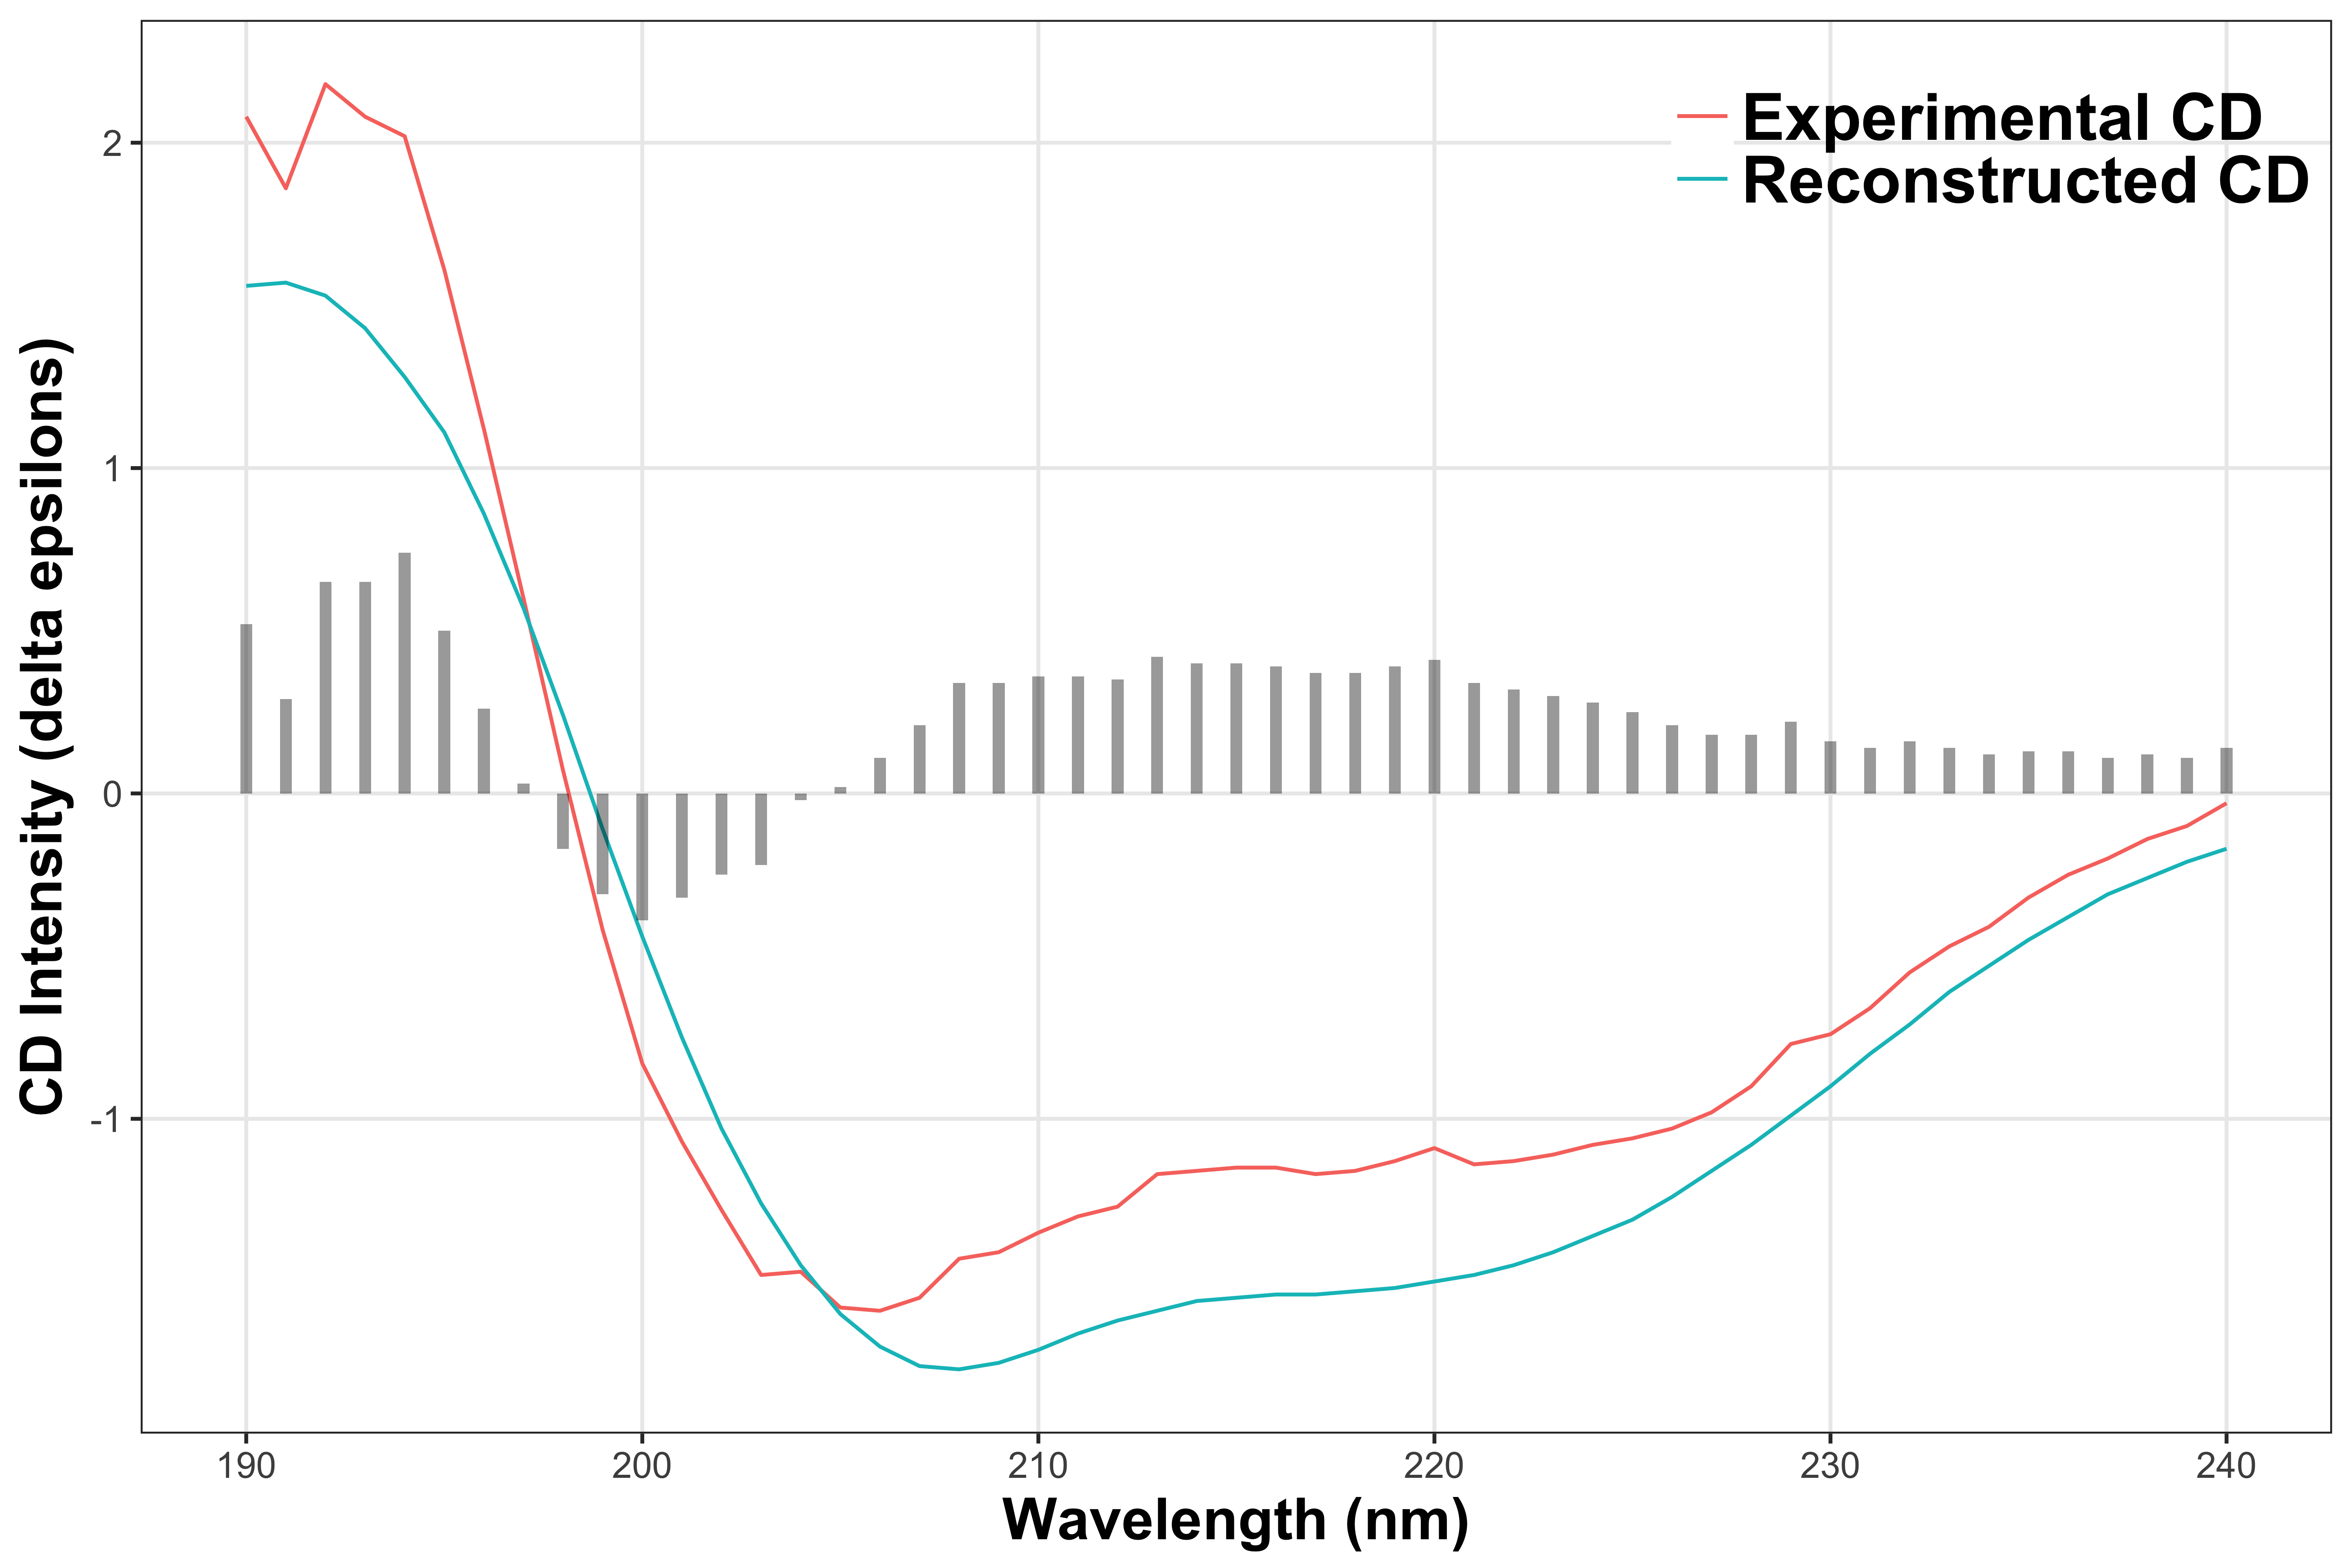 Experimental CD
Reconstructed CD
CD Intensity (delta epsilons)
2
1
0
-1
190
200
210
220
230
240
Wavelength (nm)